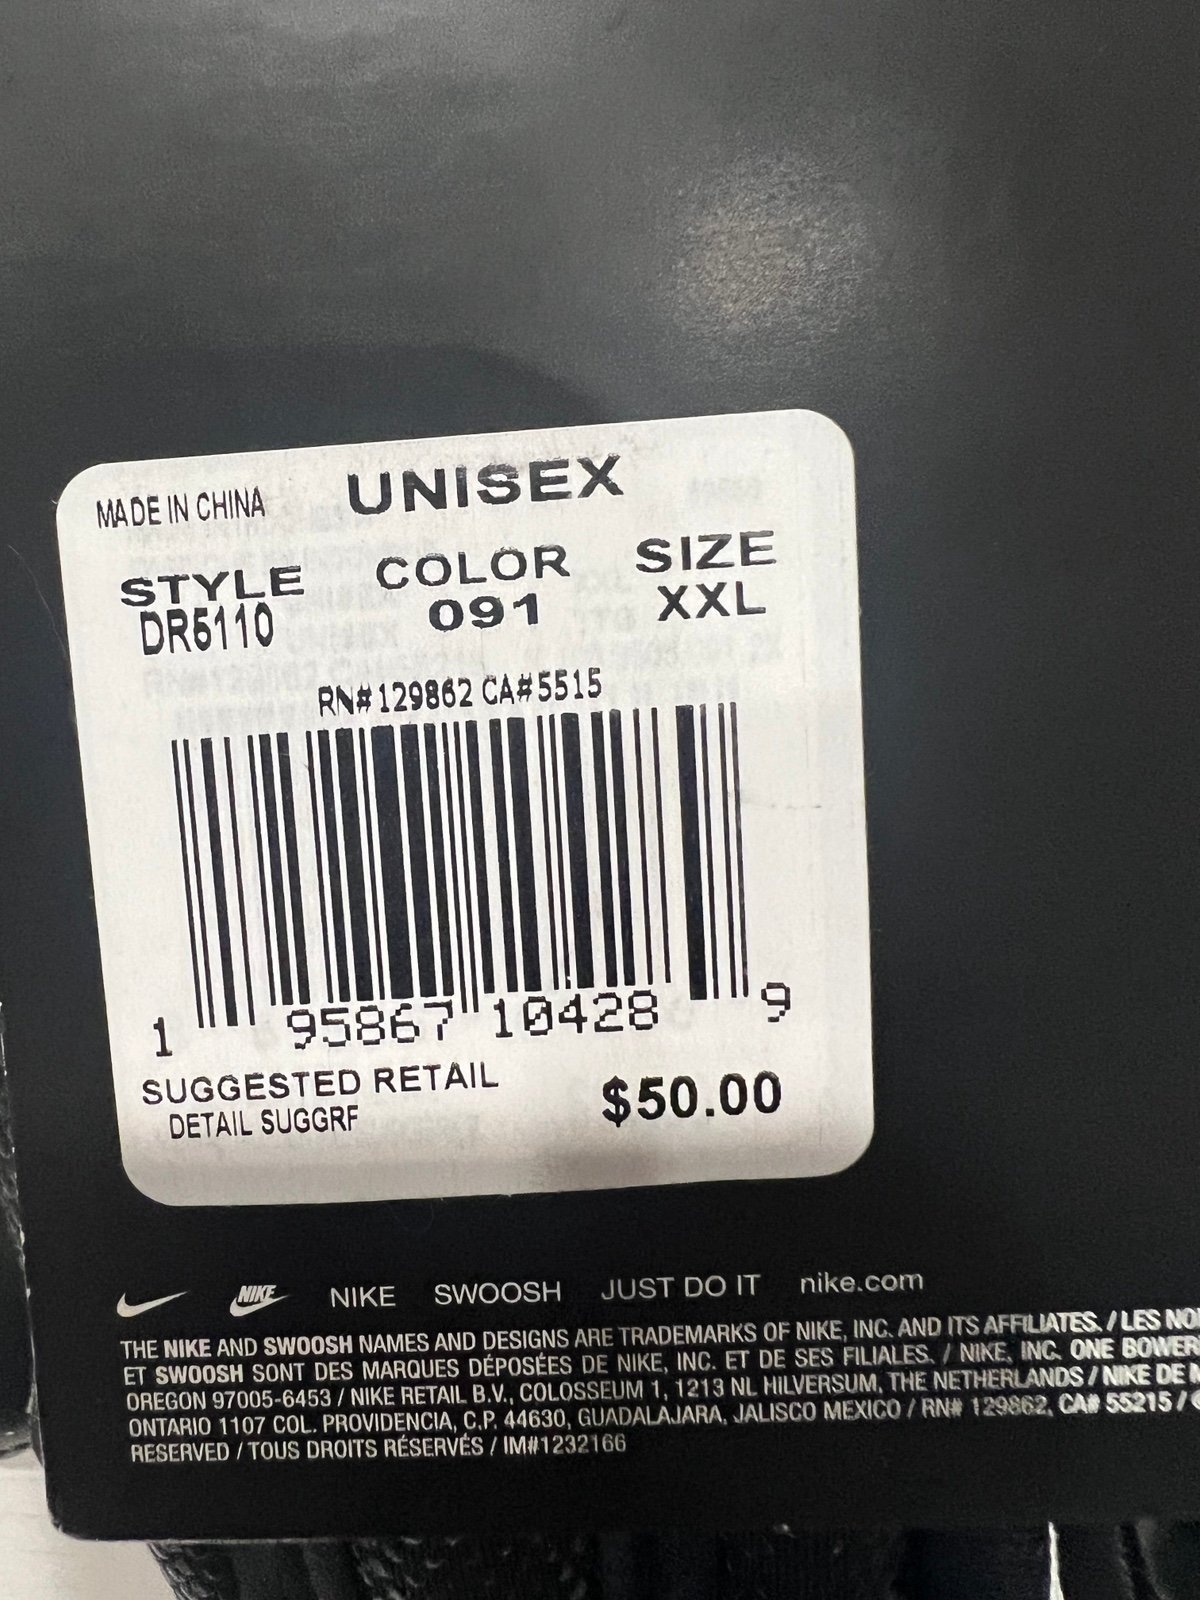 MADE IN CHINA UNISEX
STYLE COLOR SIZE
DR5110 091 XXL
RN# 129862 CA# 5515
1 95867 10428 9
SUGGESTED RETAIL $50.00
DETAIL SUGGRF
NIKE NIKE SWOOSH JUST DO IT nike.com
THE NIKE AND SWOOSH NAMES AND DESIGNS ARE TRADEMARKS OF NIKE, INC. AND ITS AFFILIATES. / LES
ET SWOOSH SONT DES MARQUES DÉPOSÉES DE NIKE, INC. ET DE SES FILIALES. / NIKE, INC. ONE
OREGON 97005-6453 / NIKE RETAIL B.V., COLOSSEUM 1, 1213 NL HILVERSUM, THE NETHERLANDS / NIKE DE
ONTARIO 1107 COL. PROVIDENCIA, C.P. 44630, GUADALAJARA, JALISCO MEXICO / RN# 129862, CA# 55215 /
RESERVED / TOUS DROITS RÉSERVÉS / IM#1232166